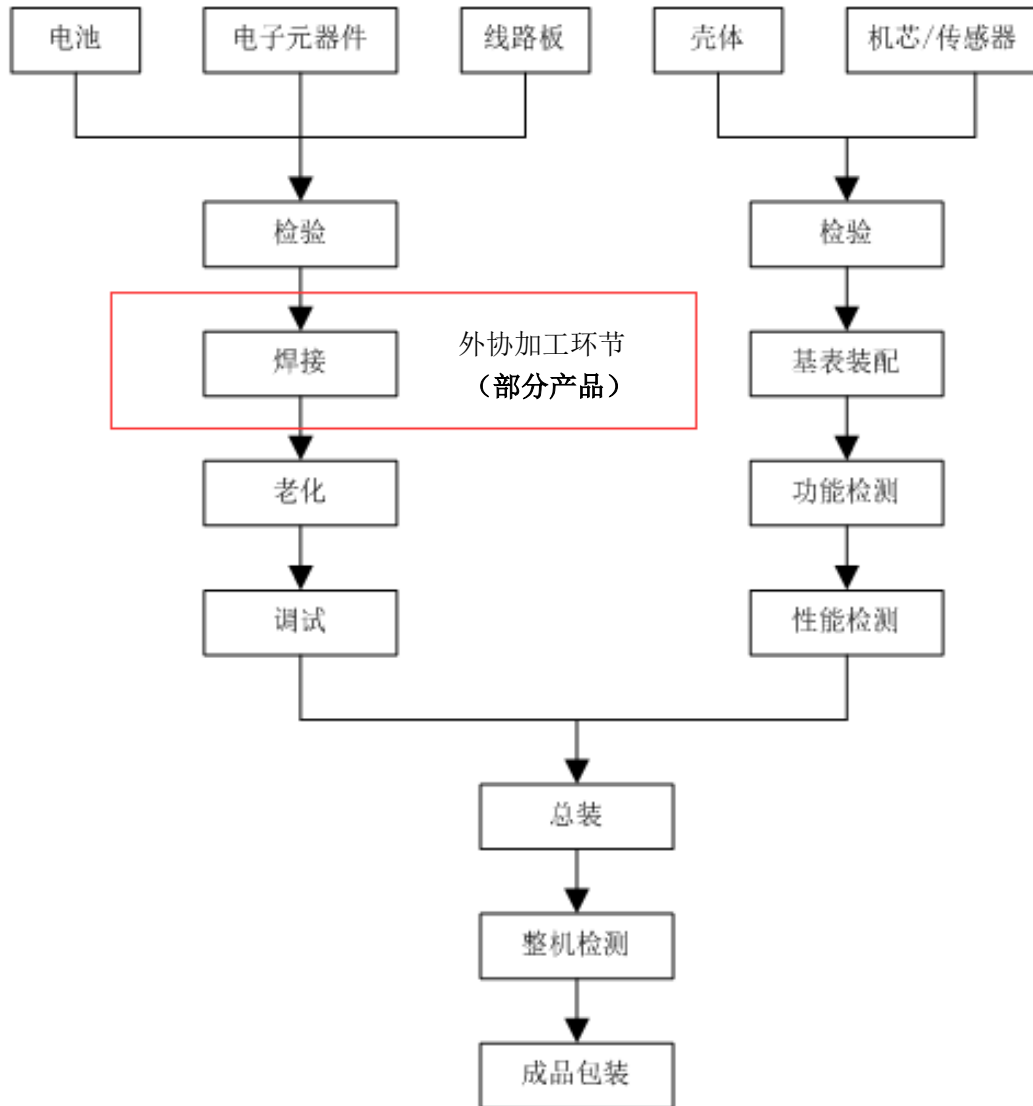 电池
电子元器件
线路板
壳体
机芯/传感器
检验
检验
焊接
外协加工环节
（部分产品）
基表装配
老化
功能检测
调试
性能检测
总装
整机检测
成品包装